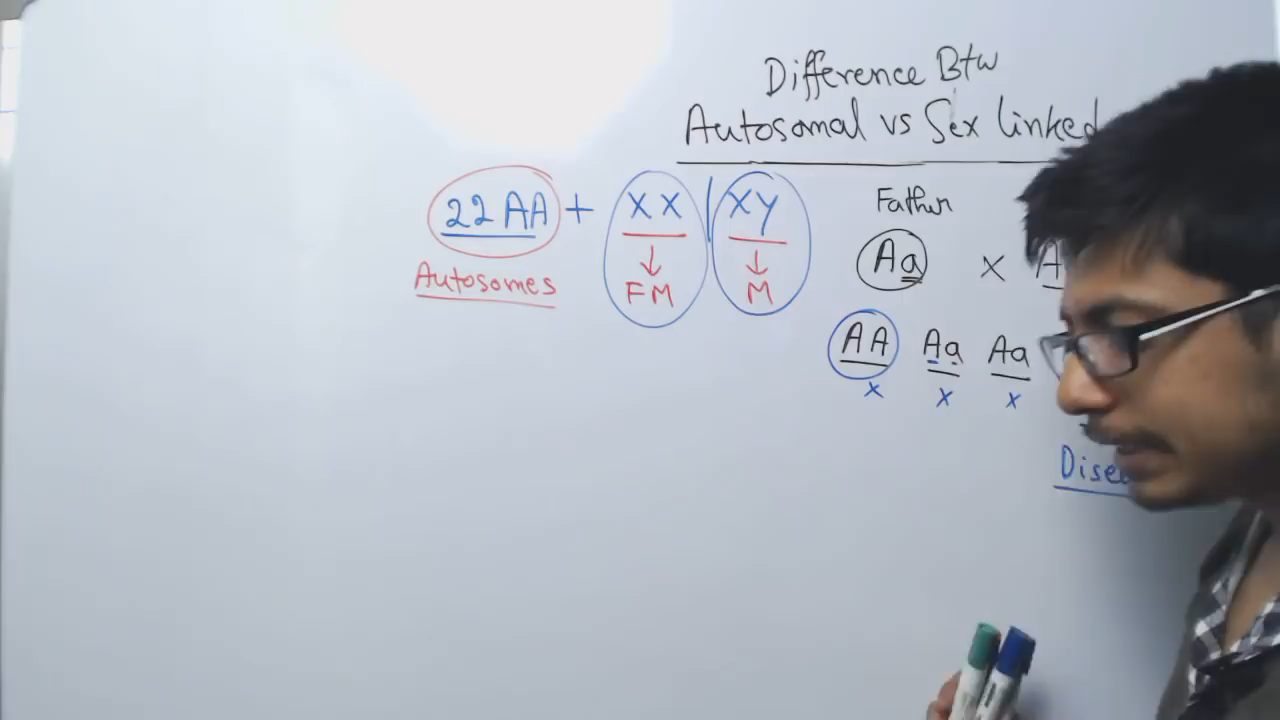 Difference Btw
Autosomal vs Sex linked
22 AA + XX | XY
Autosomes
↓ ↓
FM M
Father
Aa × A
AA Aa Aa
x x x